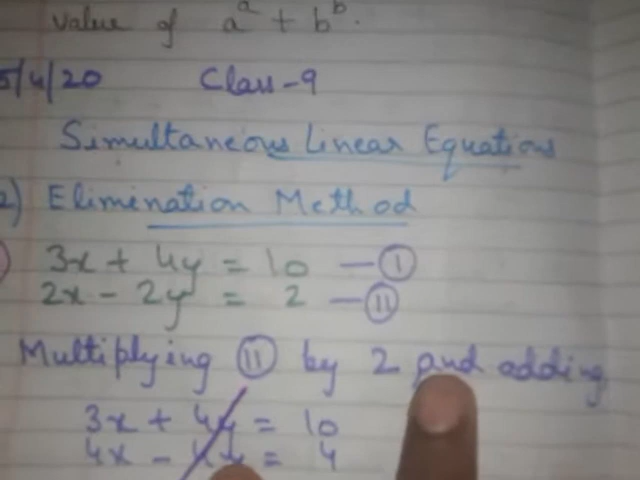 value of a^a + b^b.
5/4/20 Class-9
Simultaneous Linear Equations
2) Elimenation Method
3x + 4y = 10 — (I)
2x - 2y = 2 — (II)
Multiplying (II) by 2 and adding
3x + 4y = 10
4x - 4y = 4